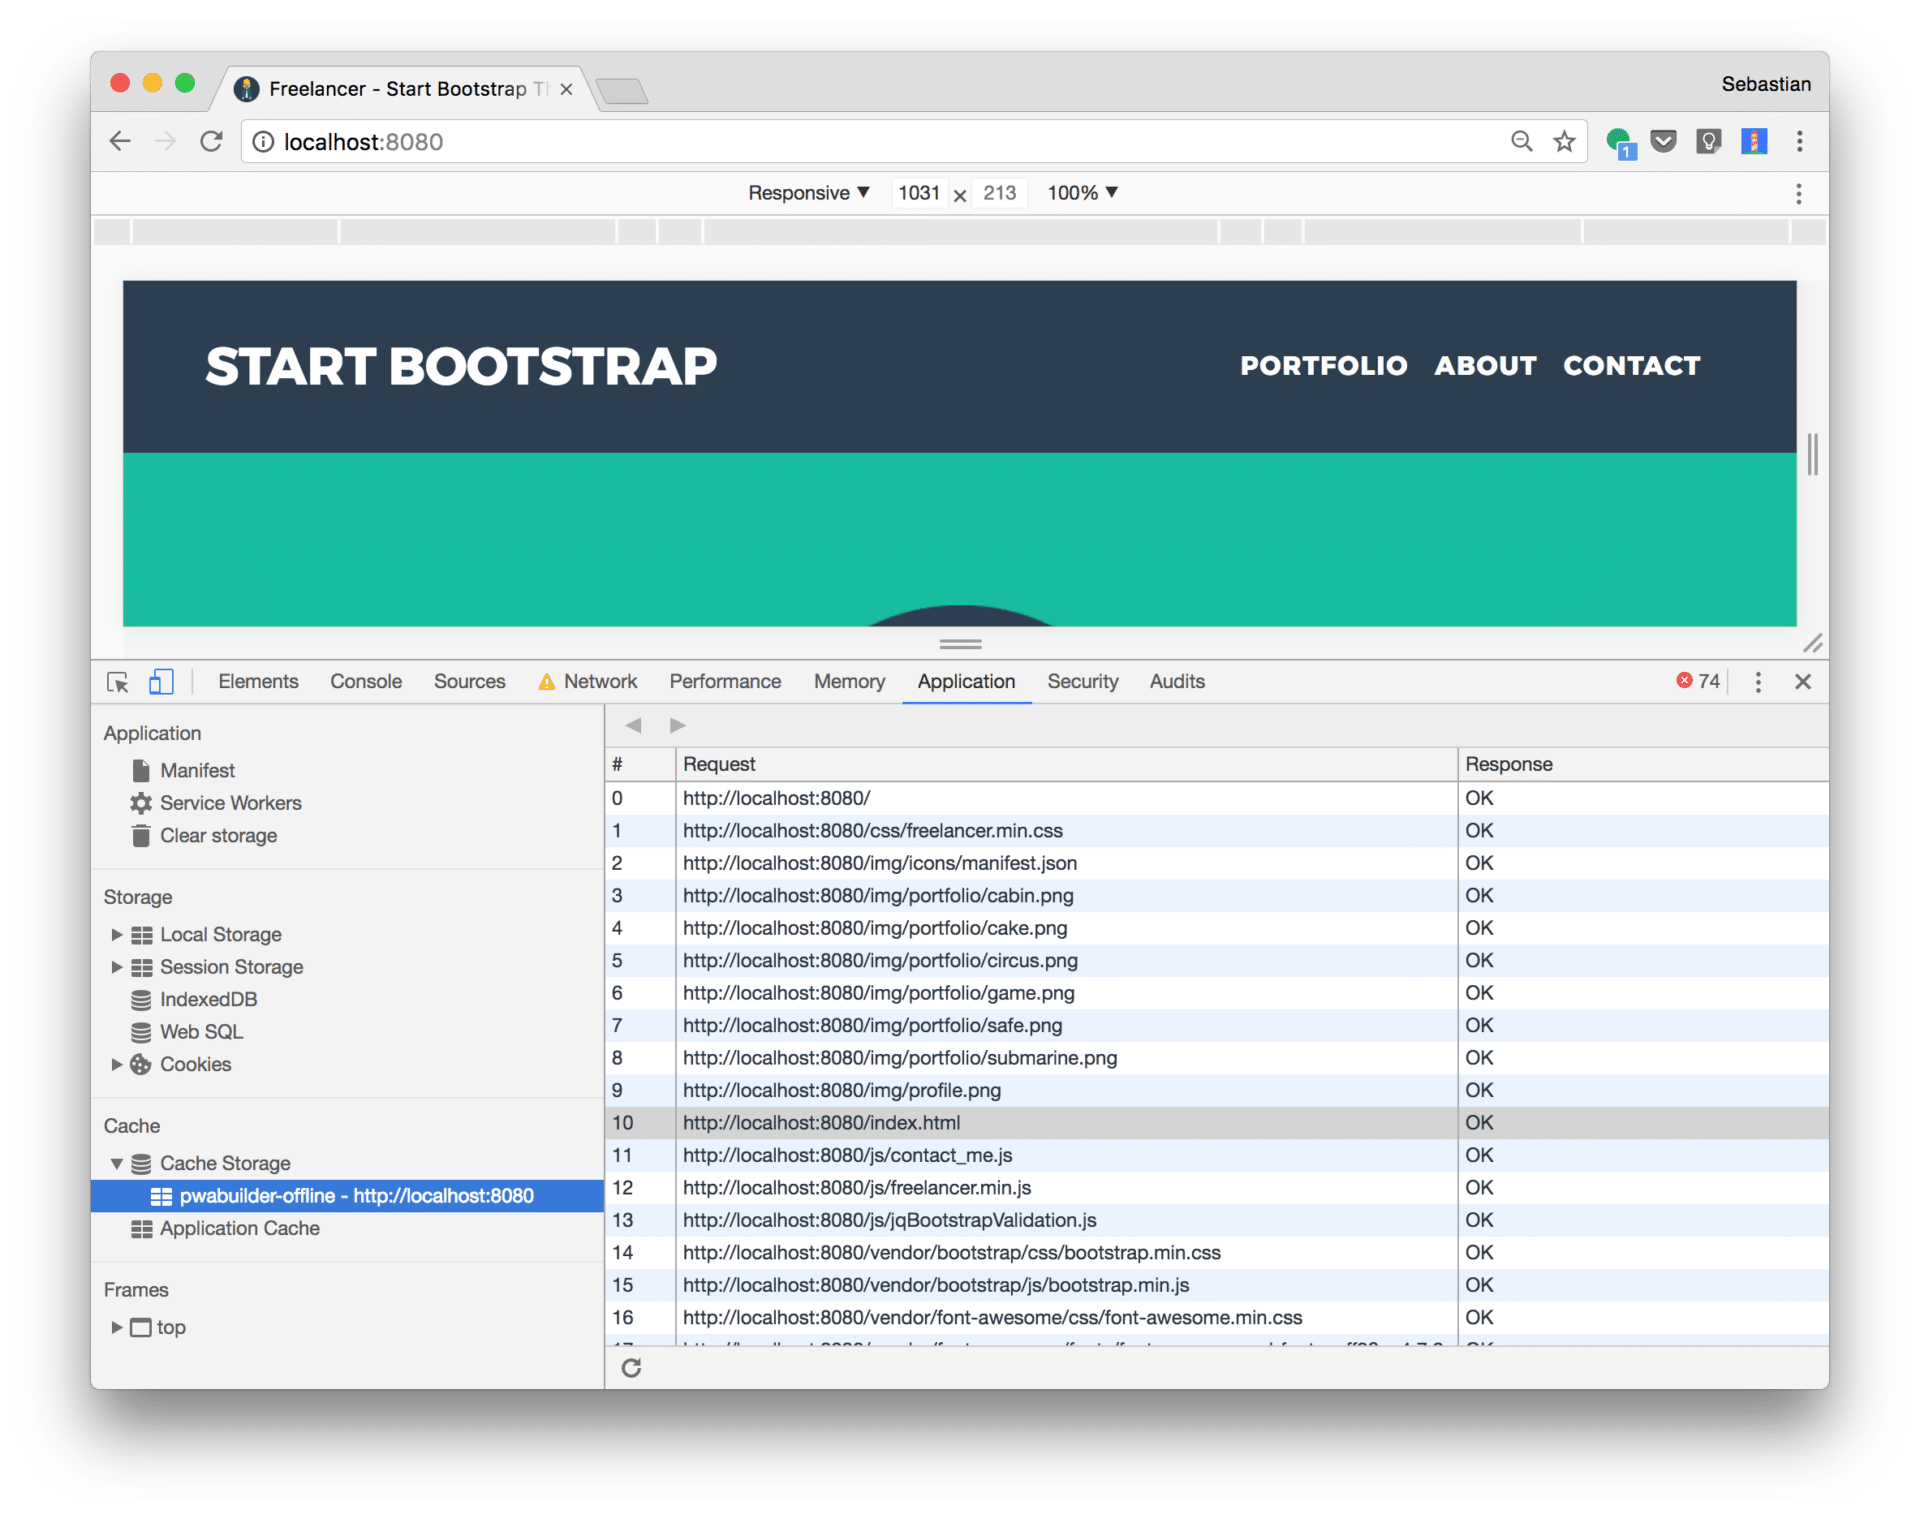 Freelancer - Start Bootstrap Th
Sebastian
localhost:8080
1
Responsive ▼ 1031 × 213 100% ▼
START BOOTSTRAP
PORTFOLIO ABOUT CONTACT
Elements Console Sources Network Performance Memory Application Security Audits 74
Application
Manifest
Service Workers
Clear storage
Storage
Local Storage
Session Storage
IndexedDB
Web SQL
Cookies
Cache
Cache Storage
pwabuilder-offline - http://localhost:8080
Application Cache
Frames
top
# Request Response
0 http://localhost:8080/ OK
1 http://localhost:8080/css/freelancer.min.css OK
2 http://localhost:8080/img/icons/manifest.json OK
3 http://localhost:8080/img/portfolio/cabin.png OK
4 http://localhost:8080/img/portfolio/cake.png OK
5 http://localhost:8080/img/portfolio/circus.png OK
6 http://localhost:8080/img/portfolio/game.png OK
7 http://localhost:8080/img/portfolio/safe.png OK
8 http://localhost:8080/img/portfolio/submarine.png OK
9 http://localhost:8080/img/profile.png OK
10 http://localhost:8080/index.html OK
11 http://localhost:8080/js/contact_me.js OK
12 http://localhost:8080/js/freelancer.min.js OK
13 http://localhost:8080/js/jqBootstrapValidation.js OK
14 http://localhost:8080/vendor/bootstrap/css/bootstrap.min.css OK
15 http://localhost:8080/vendor/bootstrap/js/bootstrap.min.js OK
16 http://localhost:8080/vendor/font-awesome/css/font-awesome.min.css OK